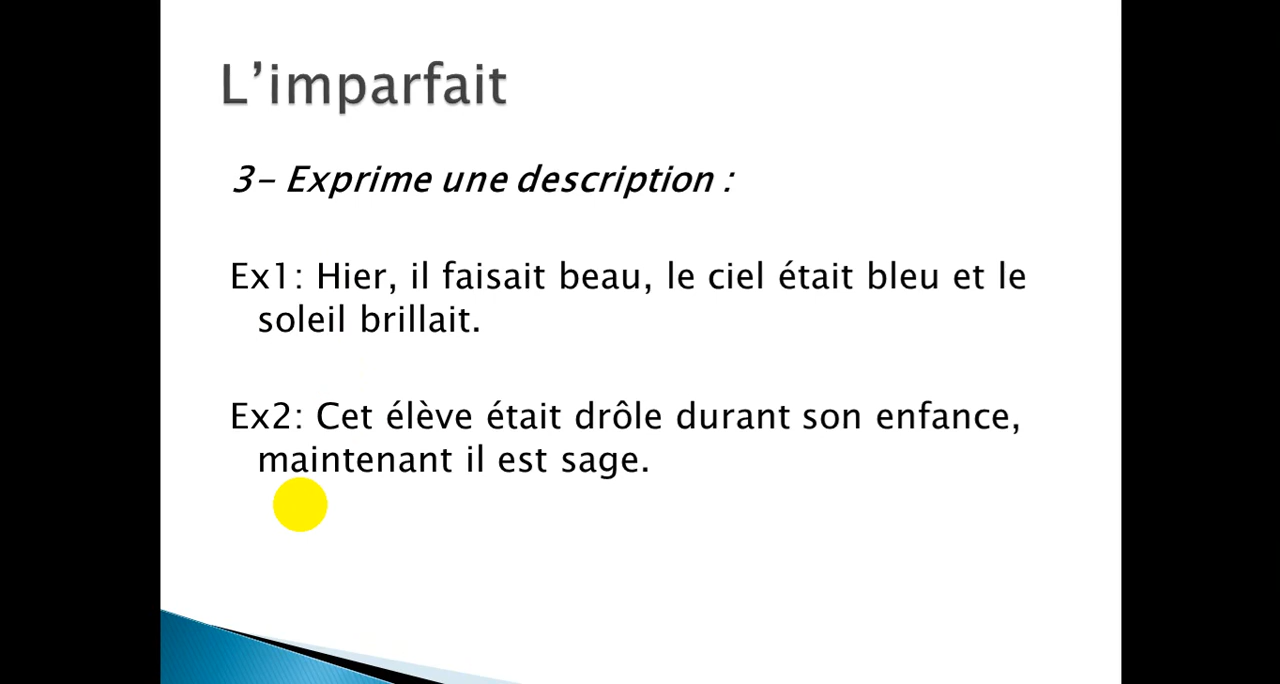 L’imparfait
3- Exprime une description :
Ex1: Hier, il faisait beau, le ciel était bleu et le
soleil brillait.
Ex2: Cet élève était drôle durant son enfance,
maintenant il est sage.